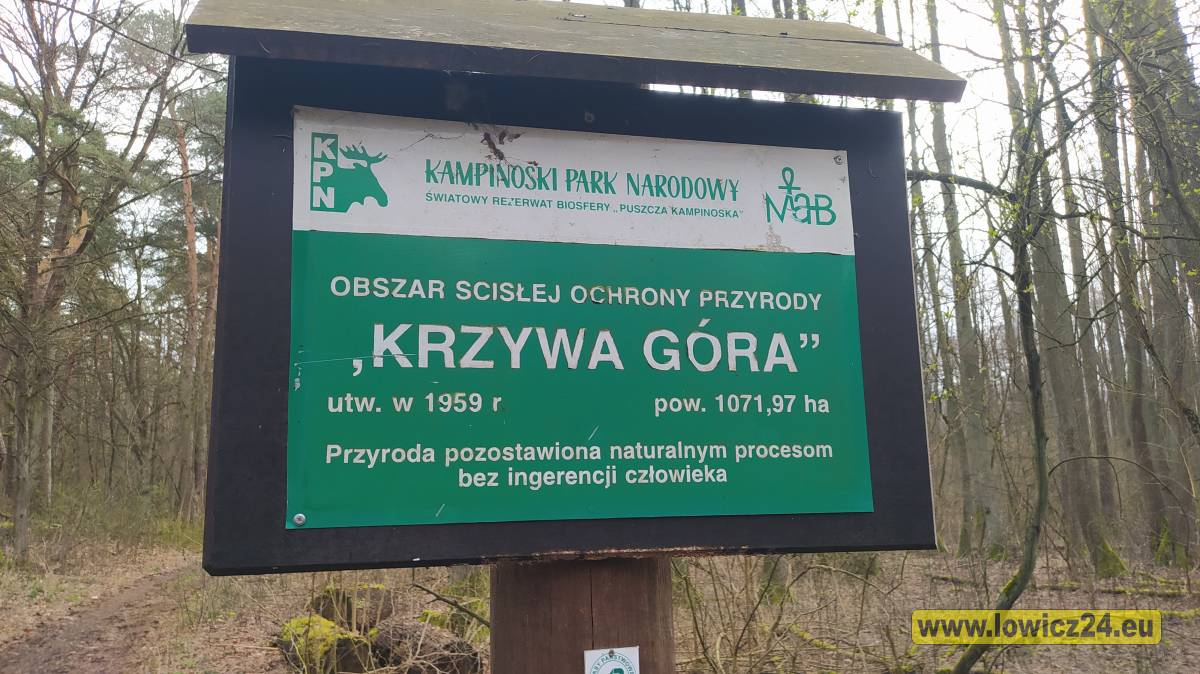 KPN
KAMPINOSKI PARK NARODOWY
ŚWIATOWY REZERWAT BIOSFERY „PUSZCZA KAMPINOSKA"
MaB
OBSZAR SCISŁEJ OCHRONY PRZYRODY
„KRZYWA GÓRA”
utw. w 1959 r.
pow. 1071,97 ha
Przyroda pozostawiona naturalnym procesom
bez ingerencji człowieka
www.lowicz24.eu